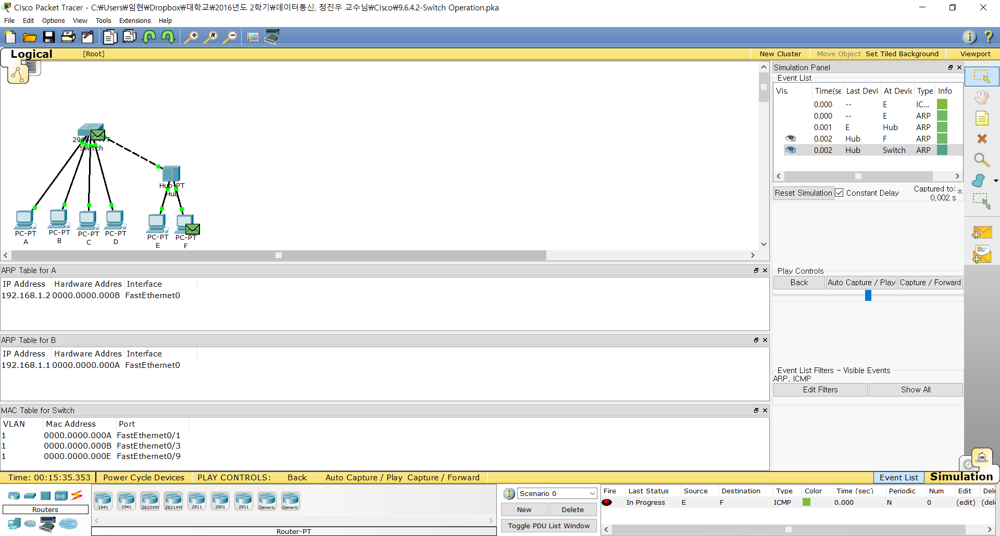 Cisco Packet Tracer - C:₩Users₩임현₩Dropbox₩대학교₩2016년도 2학기₩데이터통신, 정진우 교수님₩Cisco₩9.6.4.2-Switch Operation.pka
File Edit Options View Tools Extensions Help
Logical [Root] New Cluster Move Object Set Tiled Background Viewport
Simulation Panel
Event List
Vis. Time(se Last Devi At Devic Type Info
0.000 -- E IC...
0.000 -- E ARP
0.001 E Hub ARP
0.002 Hub F ARP
0.002 Hub Switch ARP
Reset Simulation Constant Delay Captured to: *
0.002 s
Switch
Hub-PT
Hub
PC-PT
A
PC-PT
B
PC-PT
C
PC-PT
D
PC-PT
E
PC-PT
F
Play Controls
Back Auto Capture / Play Capture / Forward
Event List Filters - Visible Events
ARP, ICMP
Edit Filters Show All
ARP Table for A
IP Address Hardware Addres Interface
192.168.1.2 0000.0000.000B FastEthernet0
ARP Table for B
IP Address Hardware Addres Interface
192.168.1.1 0000.0000.000A FastEthernet0
MAC Table for Switch
VLAN Mac Address Port
1 0000.0000.000A FastEthernet0/1
1 0000.0000.000B FastEthernet0/3
1 0000.0000.000E FastEthernet0/9
Time: 00:15:35.353 Power Cycle Devices PLAY CONTROLS: Back Auto Capture / Play Capture / Forward Event List Simulation
Routers
1841 1941 2620XM 2621XM 2811 2901 2911 Generic Generic
Router-PT
Scenario 0
New Delete
Toggle PDU List Window
Fire Last Status Source Destination Type Color Time (sec) Periodic Num Edit Dele
In Progress E F ICMP 0.000 N 0 (edit) (del